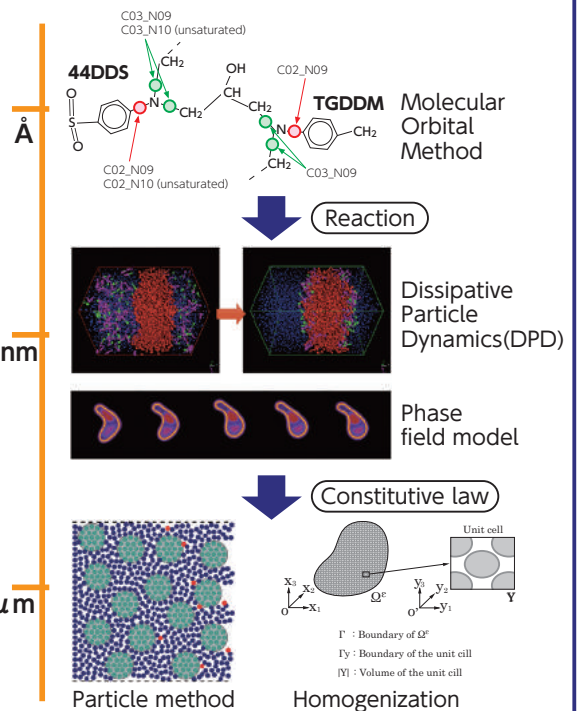 C03_N09
C03_N10 (unsaturated)
CH2
44DDS
OH
C02_N09
O
S
O
N
CH
CH2
N
TGDDM
CH2
CH2
Molecular
Orbital
Method
Å
C02_N09
C02_N10 (unsaturated)
C03_N09
Reaction
Dissipative
Particle
Dynamics(DPD)
nm
Phase
field model
Constitutive law
Unit cell
x3
x2
x1
O
Ωε
y3
y2
y1
O'
Y
μm
Γ : Boundary of Ωε
Γy : Boundary of the unit cill
|Y| : Volume of the unit cill
Particle method
Homogenization